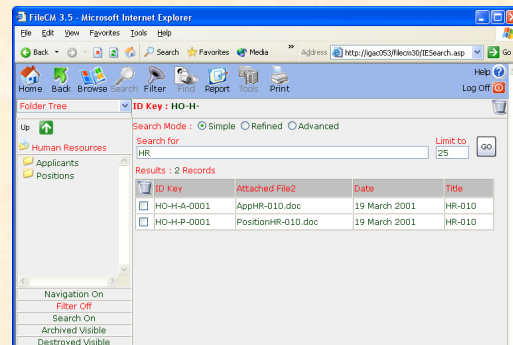 FileCM 3.5 - Microsoft Internet Explorer
File Edit View Favorites Tools Help
Back Search Favorites Media » Address http://igac053/filecm30/IESearch.asp Go
Home Back Browse Search Filter Find Report Tools Print Help
Log Off
Folder Tree ID Key : HO-H-
Up Search Mode : Simple Refined Advanced
Search for Limit to
Human Resources HR 25 GO
Applicants Results : 2 Records
Positions
ID Key Attached File2 Date Title
HO-H-A-0001 AppHR-010.doc 19 March 2001 HR-010
HO-H-P-0001 PositionHR-010.doc 19 March 2001 HR-010
Navigation On
Filter Off
Search On
Archived Visible
Destroyed Visible